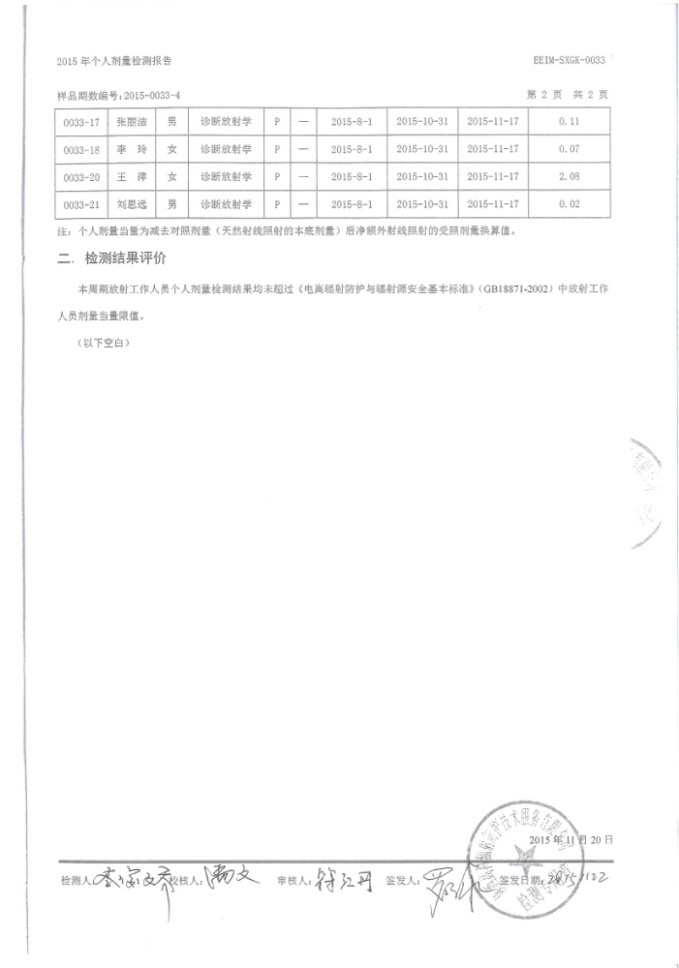 2015 年个人剂量检测报告 EEIM-SXGK-0033
样品期数编号：2015-0033-4 第 2 页 共 2 页
0033-17 张丽洁 男 诊断放射学 P — 2015-8-1 2015-10-31 2015-11-17 0.11
0033-18 李 玲 女 诊断放射学 P — 2015-8-1 2015-10-31 2015-11-17 0.07
0033-20 王 萍 女 诊断放射学 P — 2015-8-1 2015-10-31 2015-11-17 2.08
0033-21 刘思远 男 诊断放射学 P — 2015-8-1 2015-10-31 2015-11-17 0.02
注：个人剂量当量为减去对照剂量（天然射线照射的本底剂量）后净额外射线照射的受照剂量换算值。
二．检测结果评价
本周期放射工作人员个人剂量检测结果均未超过《电离辐射防护与辐射源安全基本标准》（GB18871-2002）中放射工作
人员剂量当量限值。
（以下空白）
2015 年 11 月 20 日
检测人： 校核人： 审核人： 签发人： 签发日期：